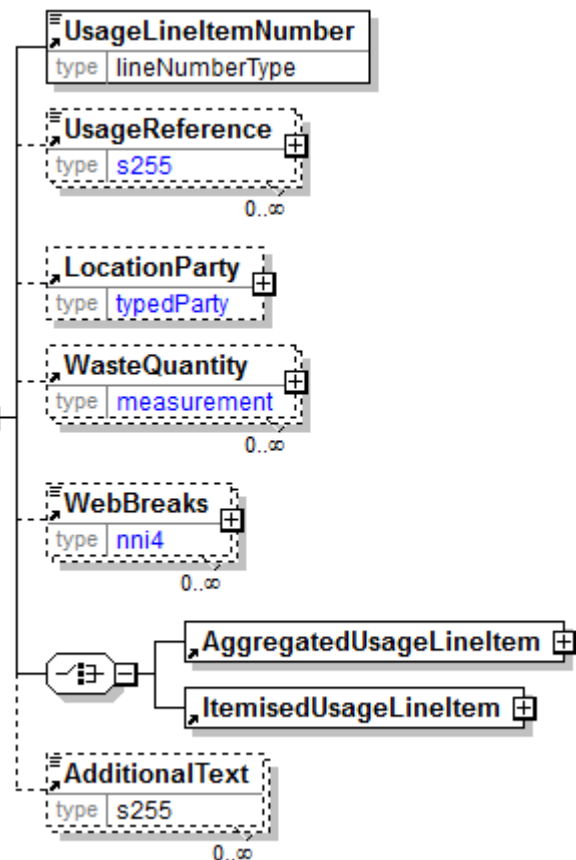 UsageLineItemNumber
type lineNumberType
UsageReference
type s255
0..∞
LocationParty
type typedParty
WasteQuantity
type measurement
0..∞
WebBreaks
type nni4
0..∞
AggregatedUsageLineItem
ItemisedUsageLineItem
AdditionalText
type s255
0..∞